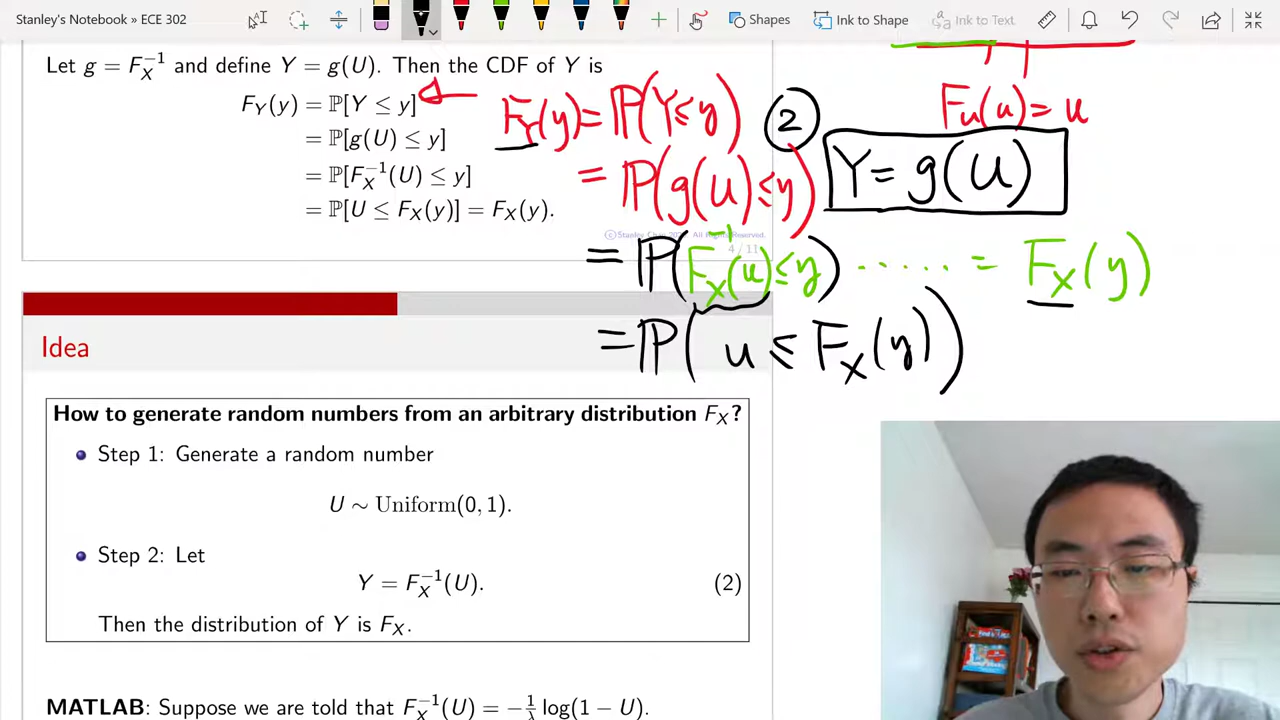 Stanley's Notebook » ECE 302
Shapes
Ink to Shape
Ink to Text
Let g = F_X^{-1} and define Y = g(U). Then the CDF of Y is
F_Y(y) = ℙ[Y ≤ y]
= ℙ[g(U) ≤ y]
= ℙ[F_X^{-1}(U) ≤ y]
= ℙ[U ≤ F_X(y)] = F_X(y).
4 / 11
F_Y(y) = ℙ(Y ≤ y)
= ℙ(g(U) ≤ y)
= ℙ(F_X^{-1}(u) ≤ y) ...... = F_X(y)
= ℙ(u ≤ F_X(y))
2
F_u(u) = u
Y = g(U)
Idea
How to generate random numbers from an arbitrary distribution F_X?
Step 1: Generate a random number
U ∼ Uniform(0, 1).
Step 2: Let
Y = F_X^{-1}(U). (2)
Then the distribution of Y is F_X.
MATLAB: Suppose we are told that F_X^{-1}(U) = −1/λ log(1 − U).